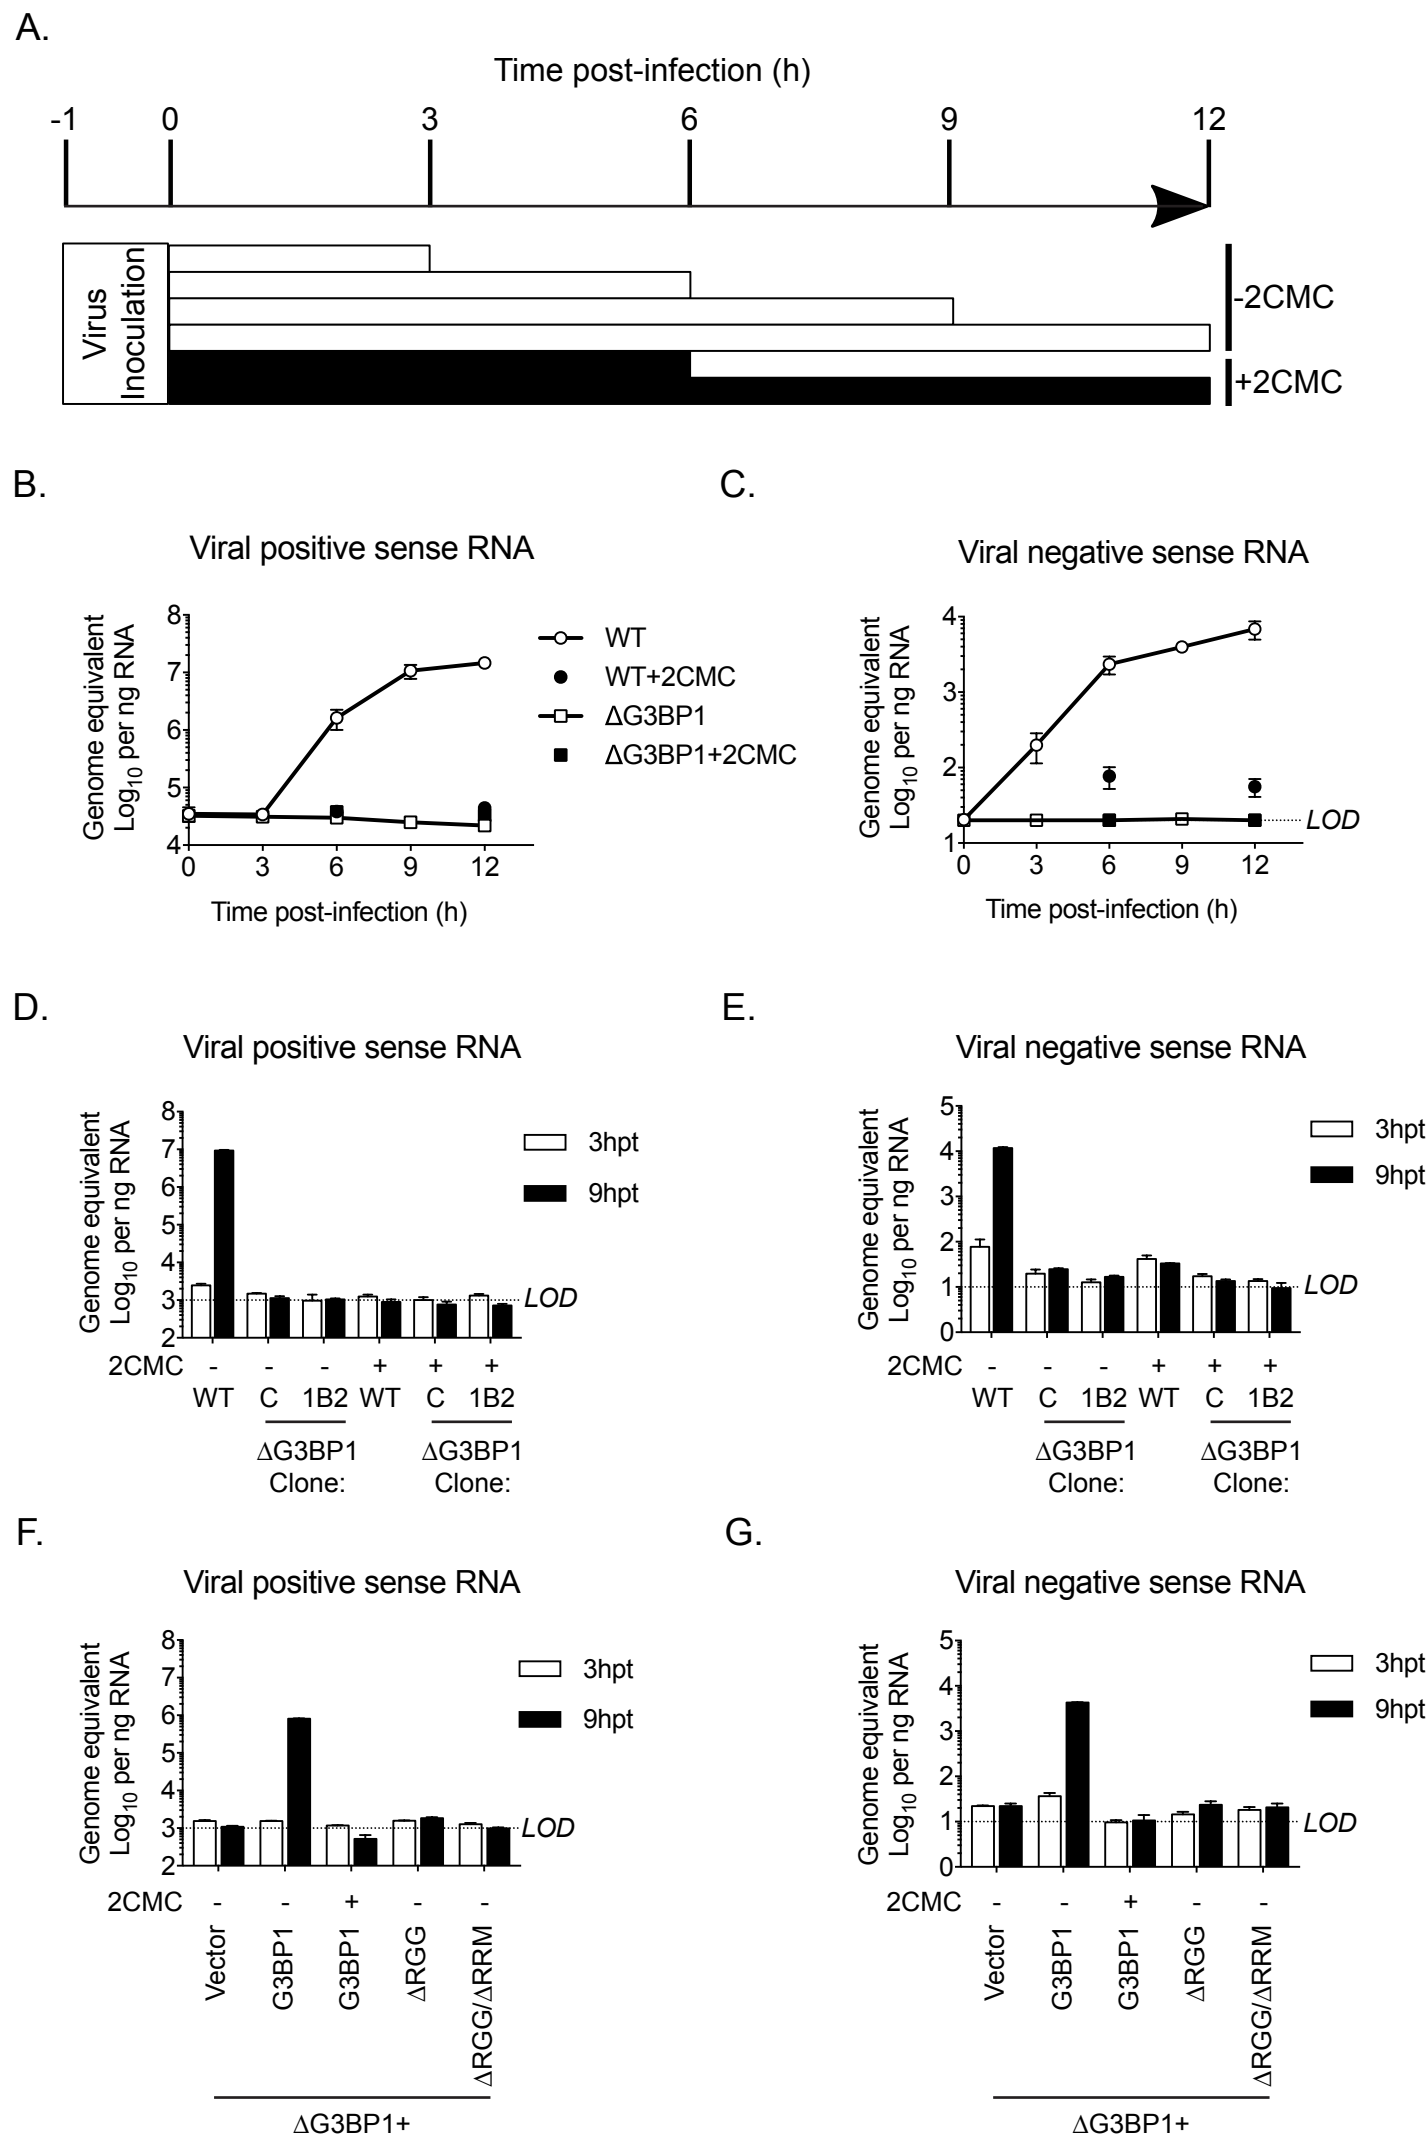 A.
Time post-infection (h)
-1 0 3 6 9 12
Virus
Inoculation
-2CMC
+2CMC
B.
Viral positive sense RNA
Genome equivalent
Log10 per ng RNA
8
7
6
5
4
0 3 6 9 12
Time post-infection (h)
WT
WT+2CMC
ΔG3BP1
ΔG3BP1+2CMC
C.
Viral negative sense RNA
Genome equivalent
Log10 per ng RNA
4
3
2
1
LOD
0 3 6 9 12
Time post-infection (h)
D.
Viral positive sense RNA
Genome equivalent
Log10 per ng RNA
8
7
6
5
4
3
2
LOD
3hpt
9hpt
2CMC - - - + + +
WT C 1B2 WT C 1B2
ΔG3BP1 ΔG3BP1
Clone: Clone:
E.
Viral negative sense RNA
Genome equivalent
Log10 per ng RNA
5
4
3
2
1
0
LOD
3hpt
9hpt
2CMC - - - + + +
WT C 1B2 WT C 1B2
ΔG3BP1 ΔG3BP1
Clone: Clone:
F.
Viral positive sense RNA
Genome equivalent
Log10 per ng RNA
8
7
6
5
4
3
2
LOD
3hpt
9hpt
2CMC - - + - -
Vector
G3BP1
G3BP1
ΔRGG
ΔRGG/ΔRRM
ΔG3BP1+
G.
Viral negative sense RNA
Genome equivalent
Log10 per ng RNA
5
4
3
2
1
0
LOD
3hpt
9hpt
2CMC - - + - -
Vector
G3BP1
G3BP1
ΔRGG
ΔRGG/ΔRRM
ΔG3BP1+